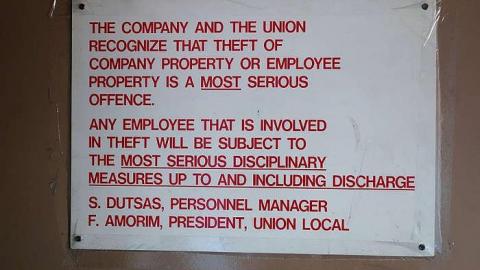 THE COMPANY AND THE UNION
RECOGNIZE THAT THEFT OF
COMPANY PROPERTY OR EMPLOYEE
PROPERTY IS A MOST SERIOUS
OFFENCE.
ANY EMPLOYEE THAT IS INVOLVED
IN THEFT WILL BE SUBJECT TO
THE MOST SERIOUS DISCIPLINARY
MEASURES UP TO AND INCLUDING DISCHARGE
S. DUTSAS, PERSONNEL MANAGER
F. AMORIM, PRESIDENT, UNION LOCAL